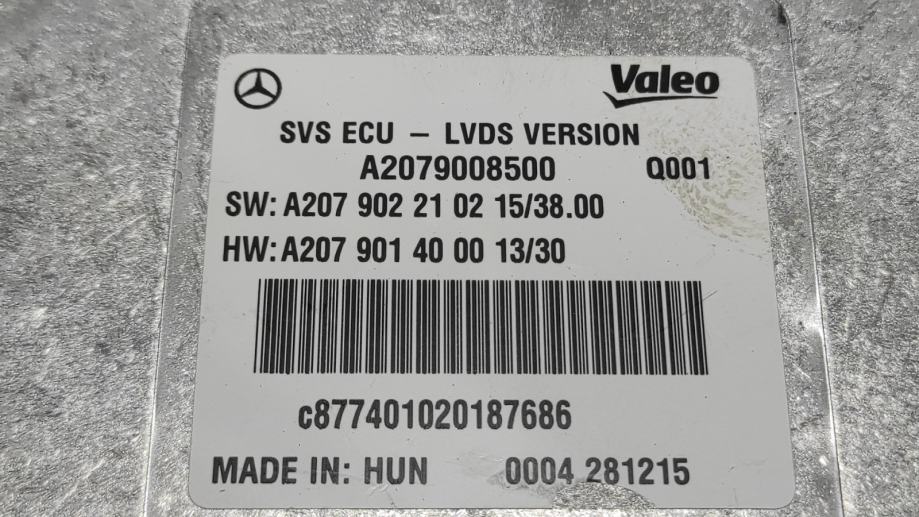 Valeo
SVS ECU – LVDS VERSION
A2079008500 Q001
SW: A207 902 21 02 15/38.00
HW: A207 901 40 00 13/30
c877401020187686
MADE IN: HUN 0004 281215